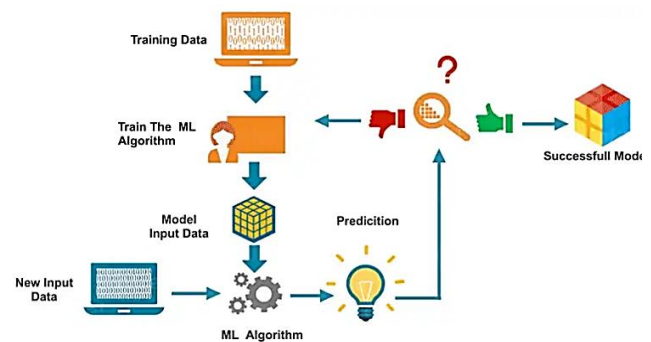 Training Data
?
Train The ML
Algorithm
Successfull Mode
Model
Input Data
Predicition
New Input
Data
ML Algorithm